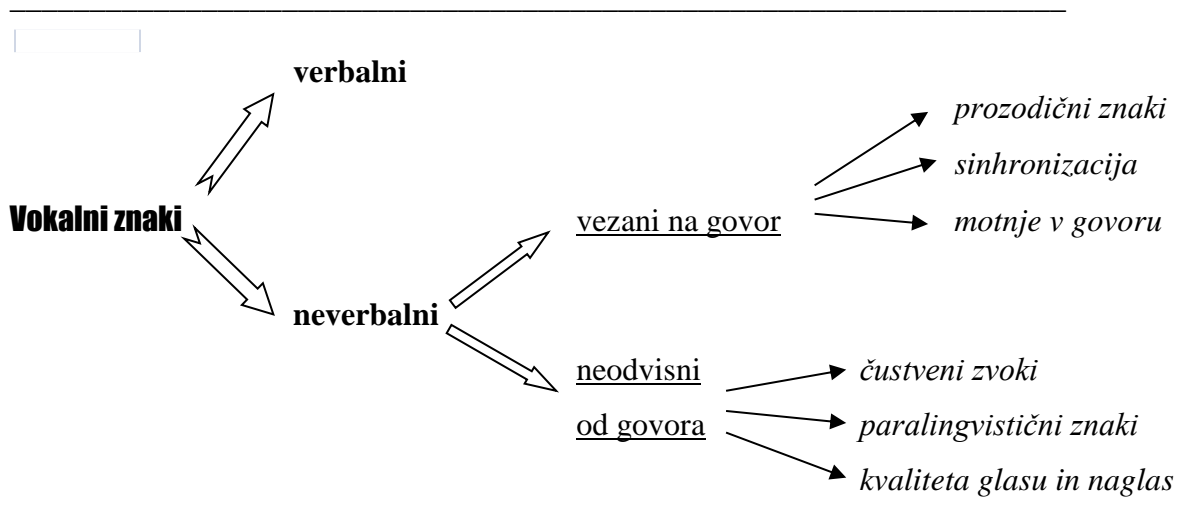 verbalni
prozodični znaki
sinhronizacija
Vokalni znaki
vezani na govor
motnje v govoru
neverbalni
neodvisni
od govora
čustveni zvoki
paralingvistični znaki
kvaliteta glasu in naglas